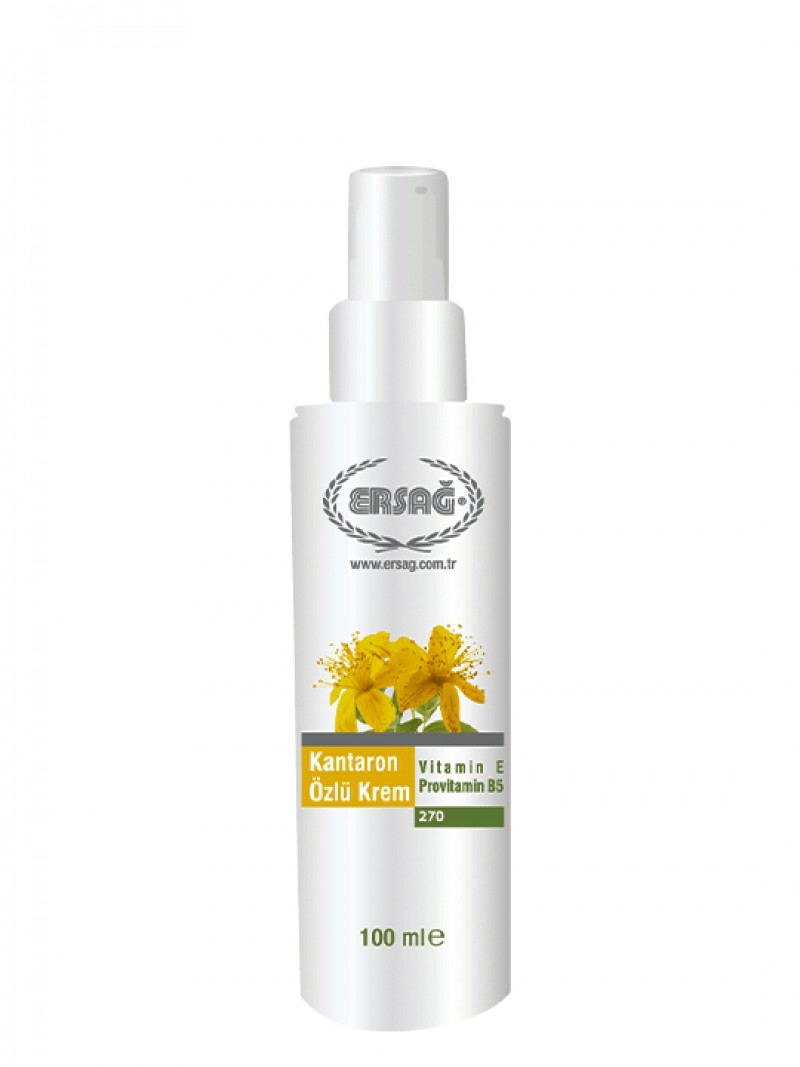 ERSAĞ®
www.ersag.com.tr
Kantaron
Özlü Krem
Vitamin E
Provitamin B5
270
100 ml℮